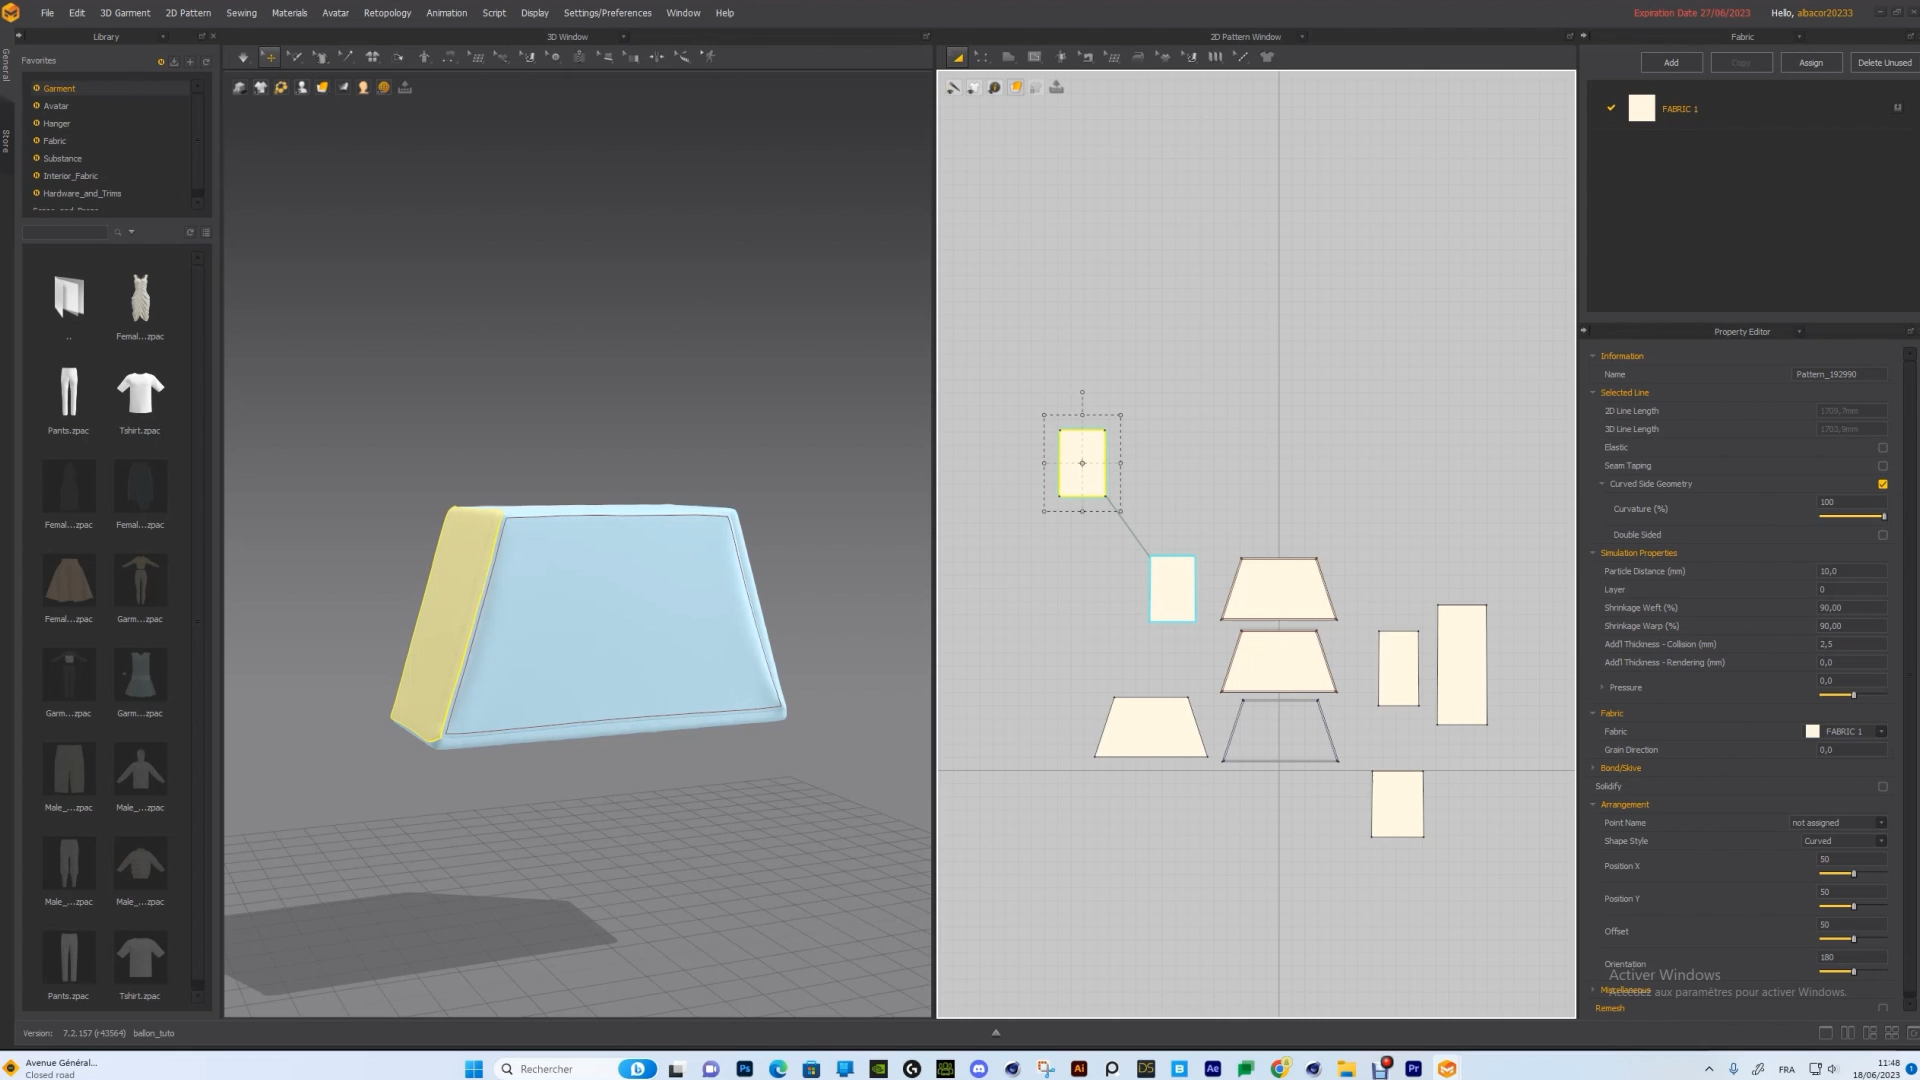 File Edit 3D Garment 2D Pattern Sewing Materials Avatar Retopology Animation Script Display Settings/Preferences Window Help
Expiration Date 27/06/2023 Hello, albacor20233
General
Store
Library
3D Window
2D Pattern Window
Fabric
Favorites
Garment
Avatar
Hanger
Fabric
Substance
Interior_Fabric
Hardware_and_Trims
..
Femal...zpac
Pants.zpac
Tshirt.zpac
Femal...zpac
Femal...zpac
Femal...zpac
Garm...zpac
Garm...zpac
Garm...zpac
Male_...zpac
Male_...zpac
Male_...zpac
Male_...zpac
Pants.zpac
Tshirt.zpac
Version: 7.2.157 (r43564) ballon_tuto
Add Copy Assign Delete Unused
FABRIC 1
Property Editor
Information
Name Pattern_192990
Selected Line
2D Line Length 1709,7mm
3D Line Length 1703,9mm
Elastic
Seam Taping
Curved Side Geometry
Curvature (%) 100
Double Sided
Simulation Properties
Particle Distance (mm) 10,0
Layer 0
Shrinkage Weft (%) 90,00
Shrinkage Warp (%) 90,00
Add'l Thickness - Collision (mm) 2,5
Add'l Thickness - Rendering (mm) 0,0
Pressure 0,0
Fabric
Fabric FABRIC 1
Grain Direction 0,0
Bond/Skive
Solidify
Arrangement
Point Name not assigned
Shape Style Curved
Position X 50
Position Y 50
Offset 50
Orientation 180
Activer Windows
Miscellaneous
Accédez aux paramètres pour activer Windows.
Remesh
Avenue Général...
Closed road
Rechercher
FRA
11:48
18/06/2023